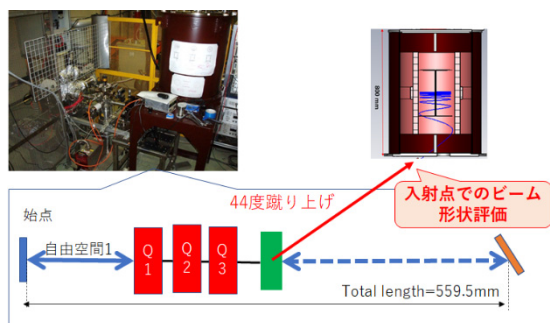 800 mm
44度蹴り上げ
入射点でのビーム
形状評価
始点
自由空間1
Q
1
Q
2
Q
3
Total length=559.5mm